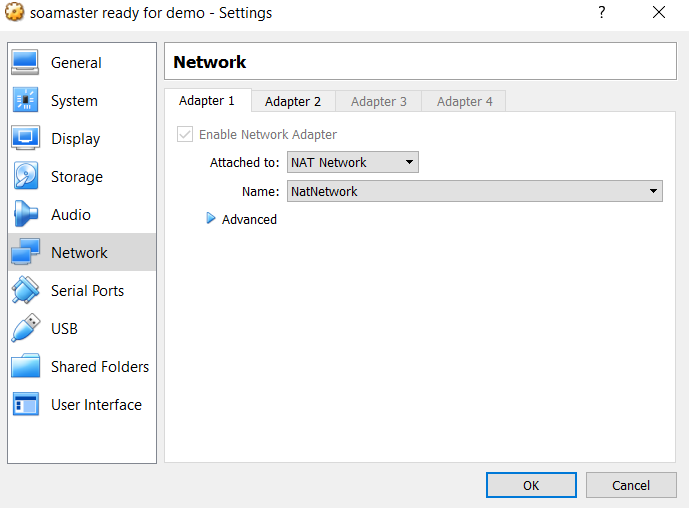 soamaster ready for demo - Settings
?
General
System
Display
Storage
Audio
Network
Serial Ports
USB
Shared Folders
User Interface
Network
Adapter 1 Adapter 2 Adapter 3 Adapter 4
Enable Network Adapter
Attached to: NAT Network
Name: NatNetwork
Advanced
OK Cancel